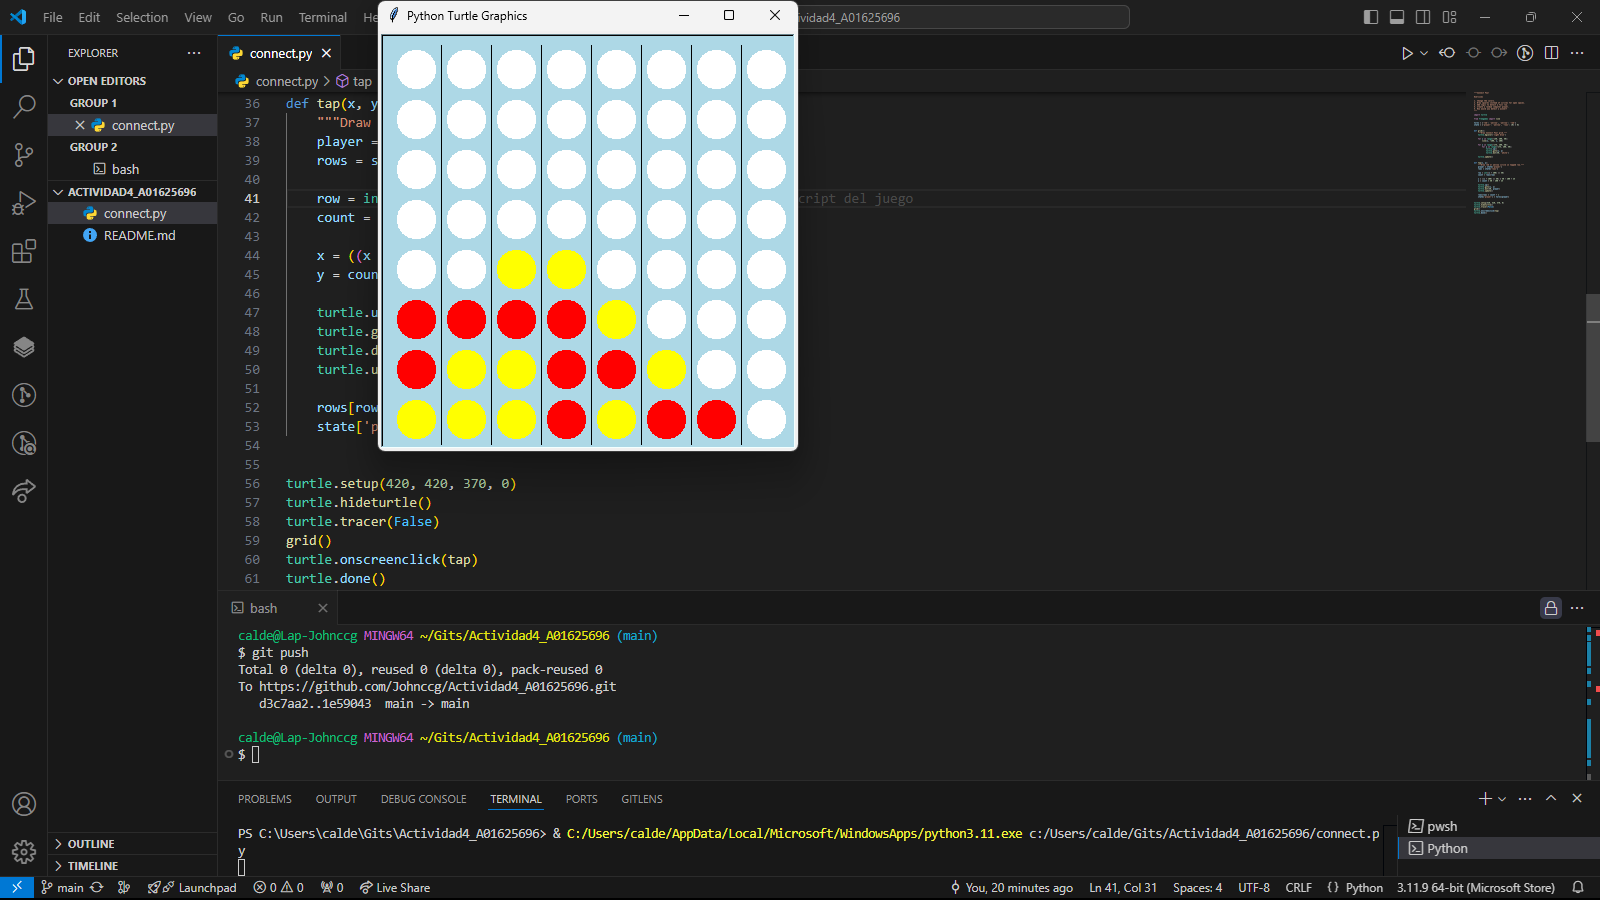 File Edit Selection View Go Run Terminal He
Python Turtle Graphics
ividad4_A01625696
EXPLORER
OPEN EDITORS
GROUP 1
connect.py
GROUP 2
bash
ACTIVIDAD4_A01625696
connect.py
README.md
OUTLINE
TIMELINE
connect.py
connect.py > tap
36 def tap(x, y
37 """Draw
38 player =
39 rows = s
40
41 row = in cript del juego
42 count =
43
44 x = ((x
45 y = coun
46
47 turtle.u
48 turtle.g
49 turtle.d
50 turtle.u
51
52 rows[row
53 state['p
54
55
56 turtle.setup(420, 420, 370, 0)
57 turtle.hideturtle()
58 turtle.tracer(False)
59 grid()
60 turtle.onscreenclick(tap)
61 turtle.done()
bash
calde@Lap-Johnccg MINGW64 ~/Gits/Actividad4_A01625696 (main)
$ git push
Total 0 (delta 0), reused 0 (delta 0), pack-reused 0
To https://github.com/Johnccg/Actividad4_A01625696.git
d3c7aa2..1e59043 main -> main
calde@Lap-Johnccg MINGW64 ~/Gits/Actividad4_A01625696 (main)
$
PROBLEMS OUTPUT DEBUG CONSOLE TERMINAL PORTS GITLENS
PS C:\Users\calde\Gits\Actividad4_A01625696> & C:/Users/calde/AppData/Local/Microsoft/WindowsApps/python3.11.exe c:/Users/calde/Gits/Actividad4_A01625696/connect.p
y
pwsh
Python
main Launchpad 0 0 0 Live Share You, 20 minutes ago Ln 41, Col 31 Spaces: 4 UTF-8 CRLF {} Python 3.11.9 64-bit (Microsoft Store)